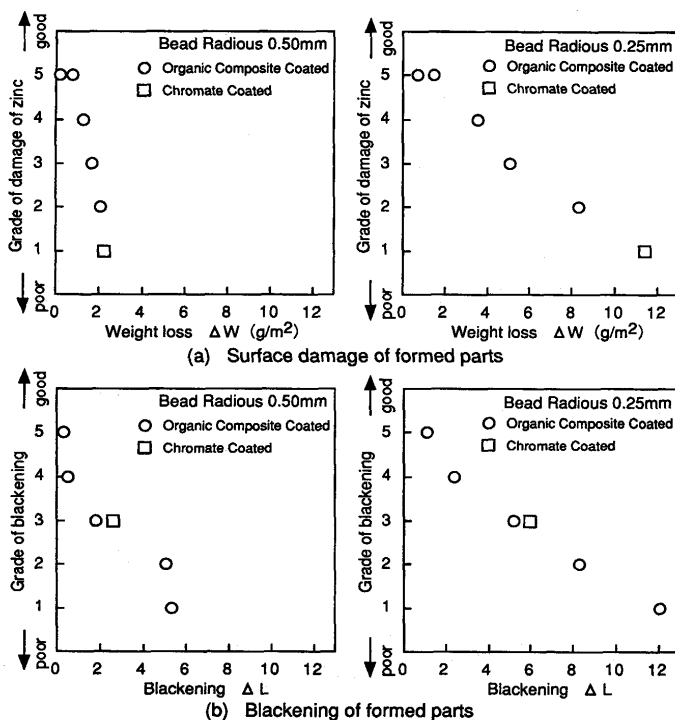 good
Bead Radious 0.50mm
Organic Composite Coated
Chromate Coated
Grade of damage of zinc
5
4
3
2
1
poor
0 2 4 6 8 10 12
Weight loss ΔW (g/m²)
good
Bead Radious 0.25mm
Organic Composite Coated
Chromate Coated
Grade of damage of zinc
5
4
3
2
1
poor
0 2 4 6 8 10 12
Weight loss ΔW (g/m²)
(a) Surface damage of formed parts
good
Bead Radious 0.50mm
Organic Composite Coated
Chromate Coated
Grade of blackening
5
4
3
2
1
poor
0 2 4 6 8 10 12
Blackening ΔL
good
Bead Radious 0.25mm
Organic Composite Coated
Chromate Coated
Grade of blackening
5
4
3
2
1
poor
0 2 4 6 8 10 12
Blackening ΔL
(b) Blackening of formed parts